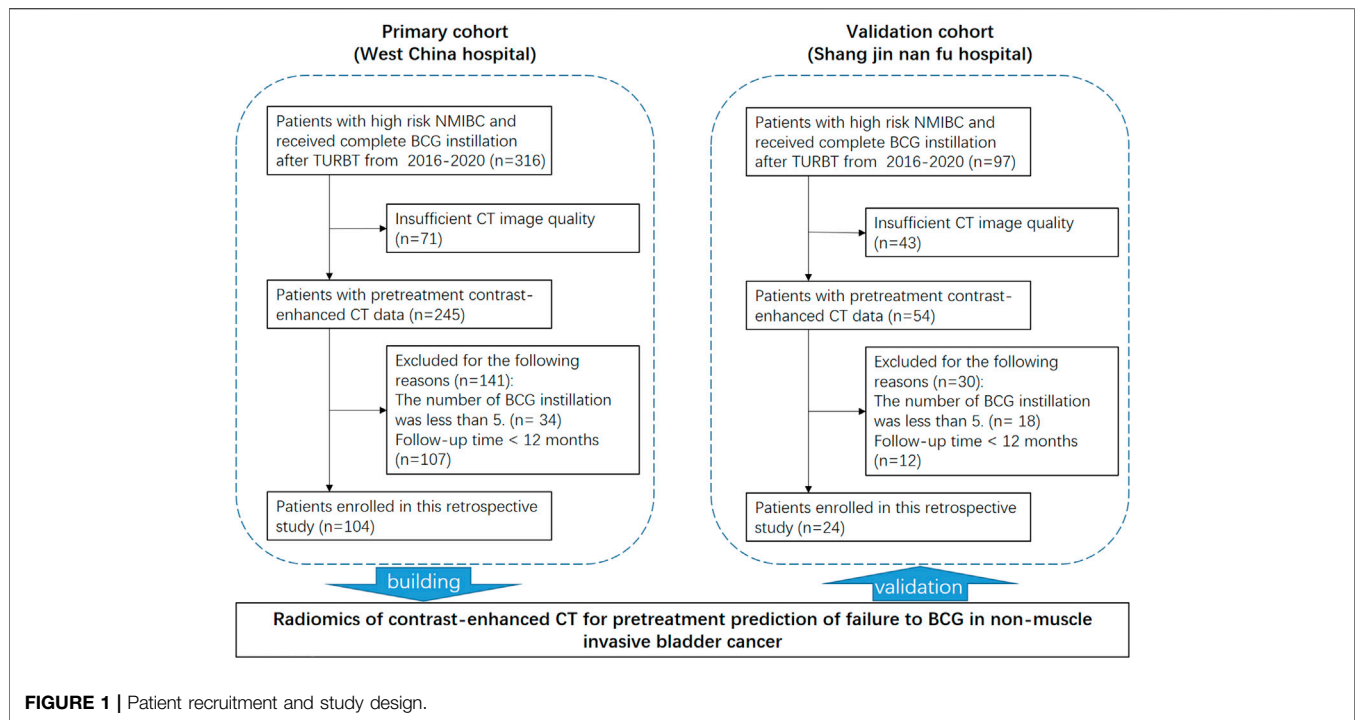 Primary cohort
(West China hospital)
Patients with high risk NMIBC and
received complete BCG instillation
after TURBT from 2016-2020 (n=316)
Insufficient CT image quality
(n=71)
Patients with pretreatment contrast-
enhanced CT data (n=245)
Excluded for the following
reasons (n=141):
The number of BCG instillation
was less than 5. (n= 34)
Follow-up time < 12 months
(n=107)
Patients enrolled in this retrospective
study (n=104)
building
Validation cohort
(Shang jin nan fu hospital)
Patients with high risk NMIBC and
received complete BCG instillation
after TURBT from 2016-2020 (n=97)
Insufficient CT image quality
(n=43)
Patients with pretreatment contrast-
enhanced CT data (n=54)
Excluded for the following
reasons (n=30):
The number of BCG instillation
was less than 5. (n= 18)
Follow-up time < 12 months
(n=12)
Patients enrolled in this retrospective
study (n=24)
validation
Radiomics of contrast-enhanced CT for pretreatment prediction of failure to BCG in non-muscle
invasive bladder cancer
FIGURE 1 | Patient recruitment and study design.